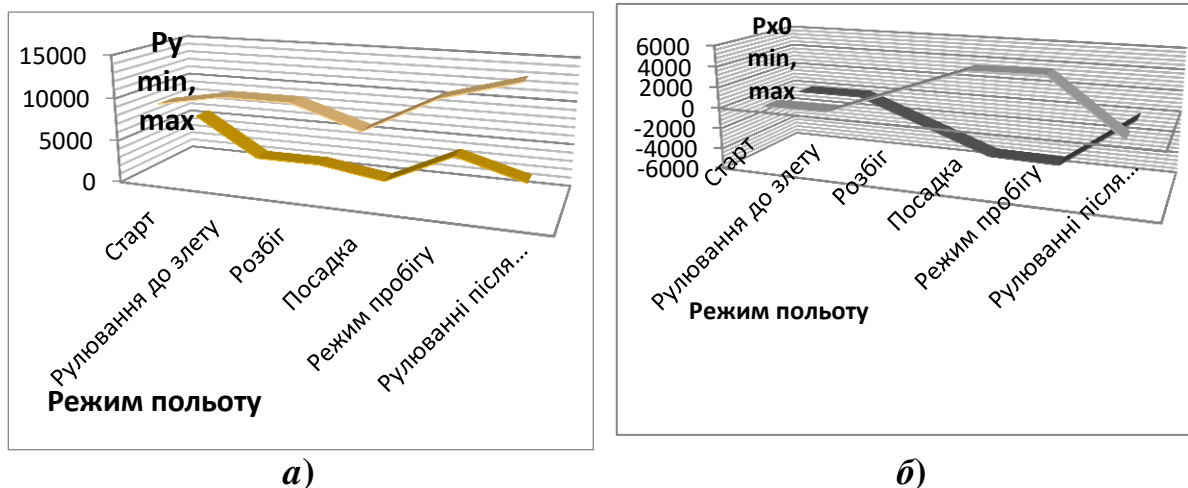 15000
10000
5000
0
Py
min,
max
Старт
Рулювання до злету
Розбіг
Посадка
Режим пробігу
Рулюванні після...
Режим польоту
а)
6000
4000
2000
0
-2000
-4000
-6000
Px0
min,
max
Старт
Рулювання до злету
Розбіг
Посадка
Режим пробігу
Рулюванні після...
Режим польоту
б)